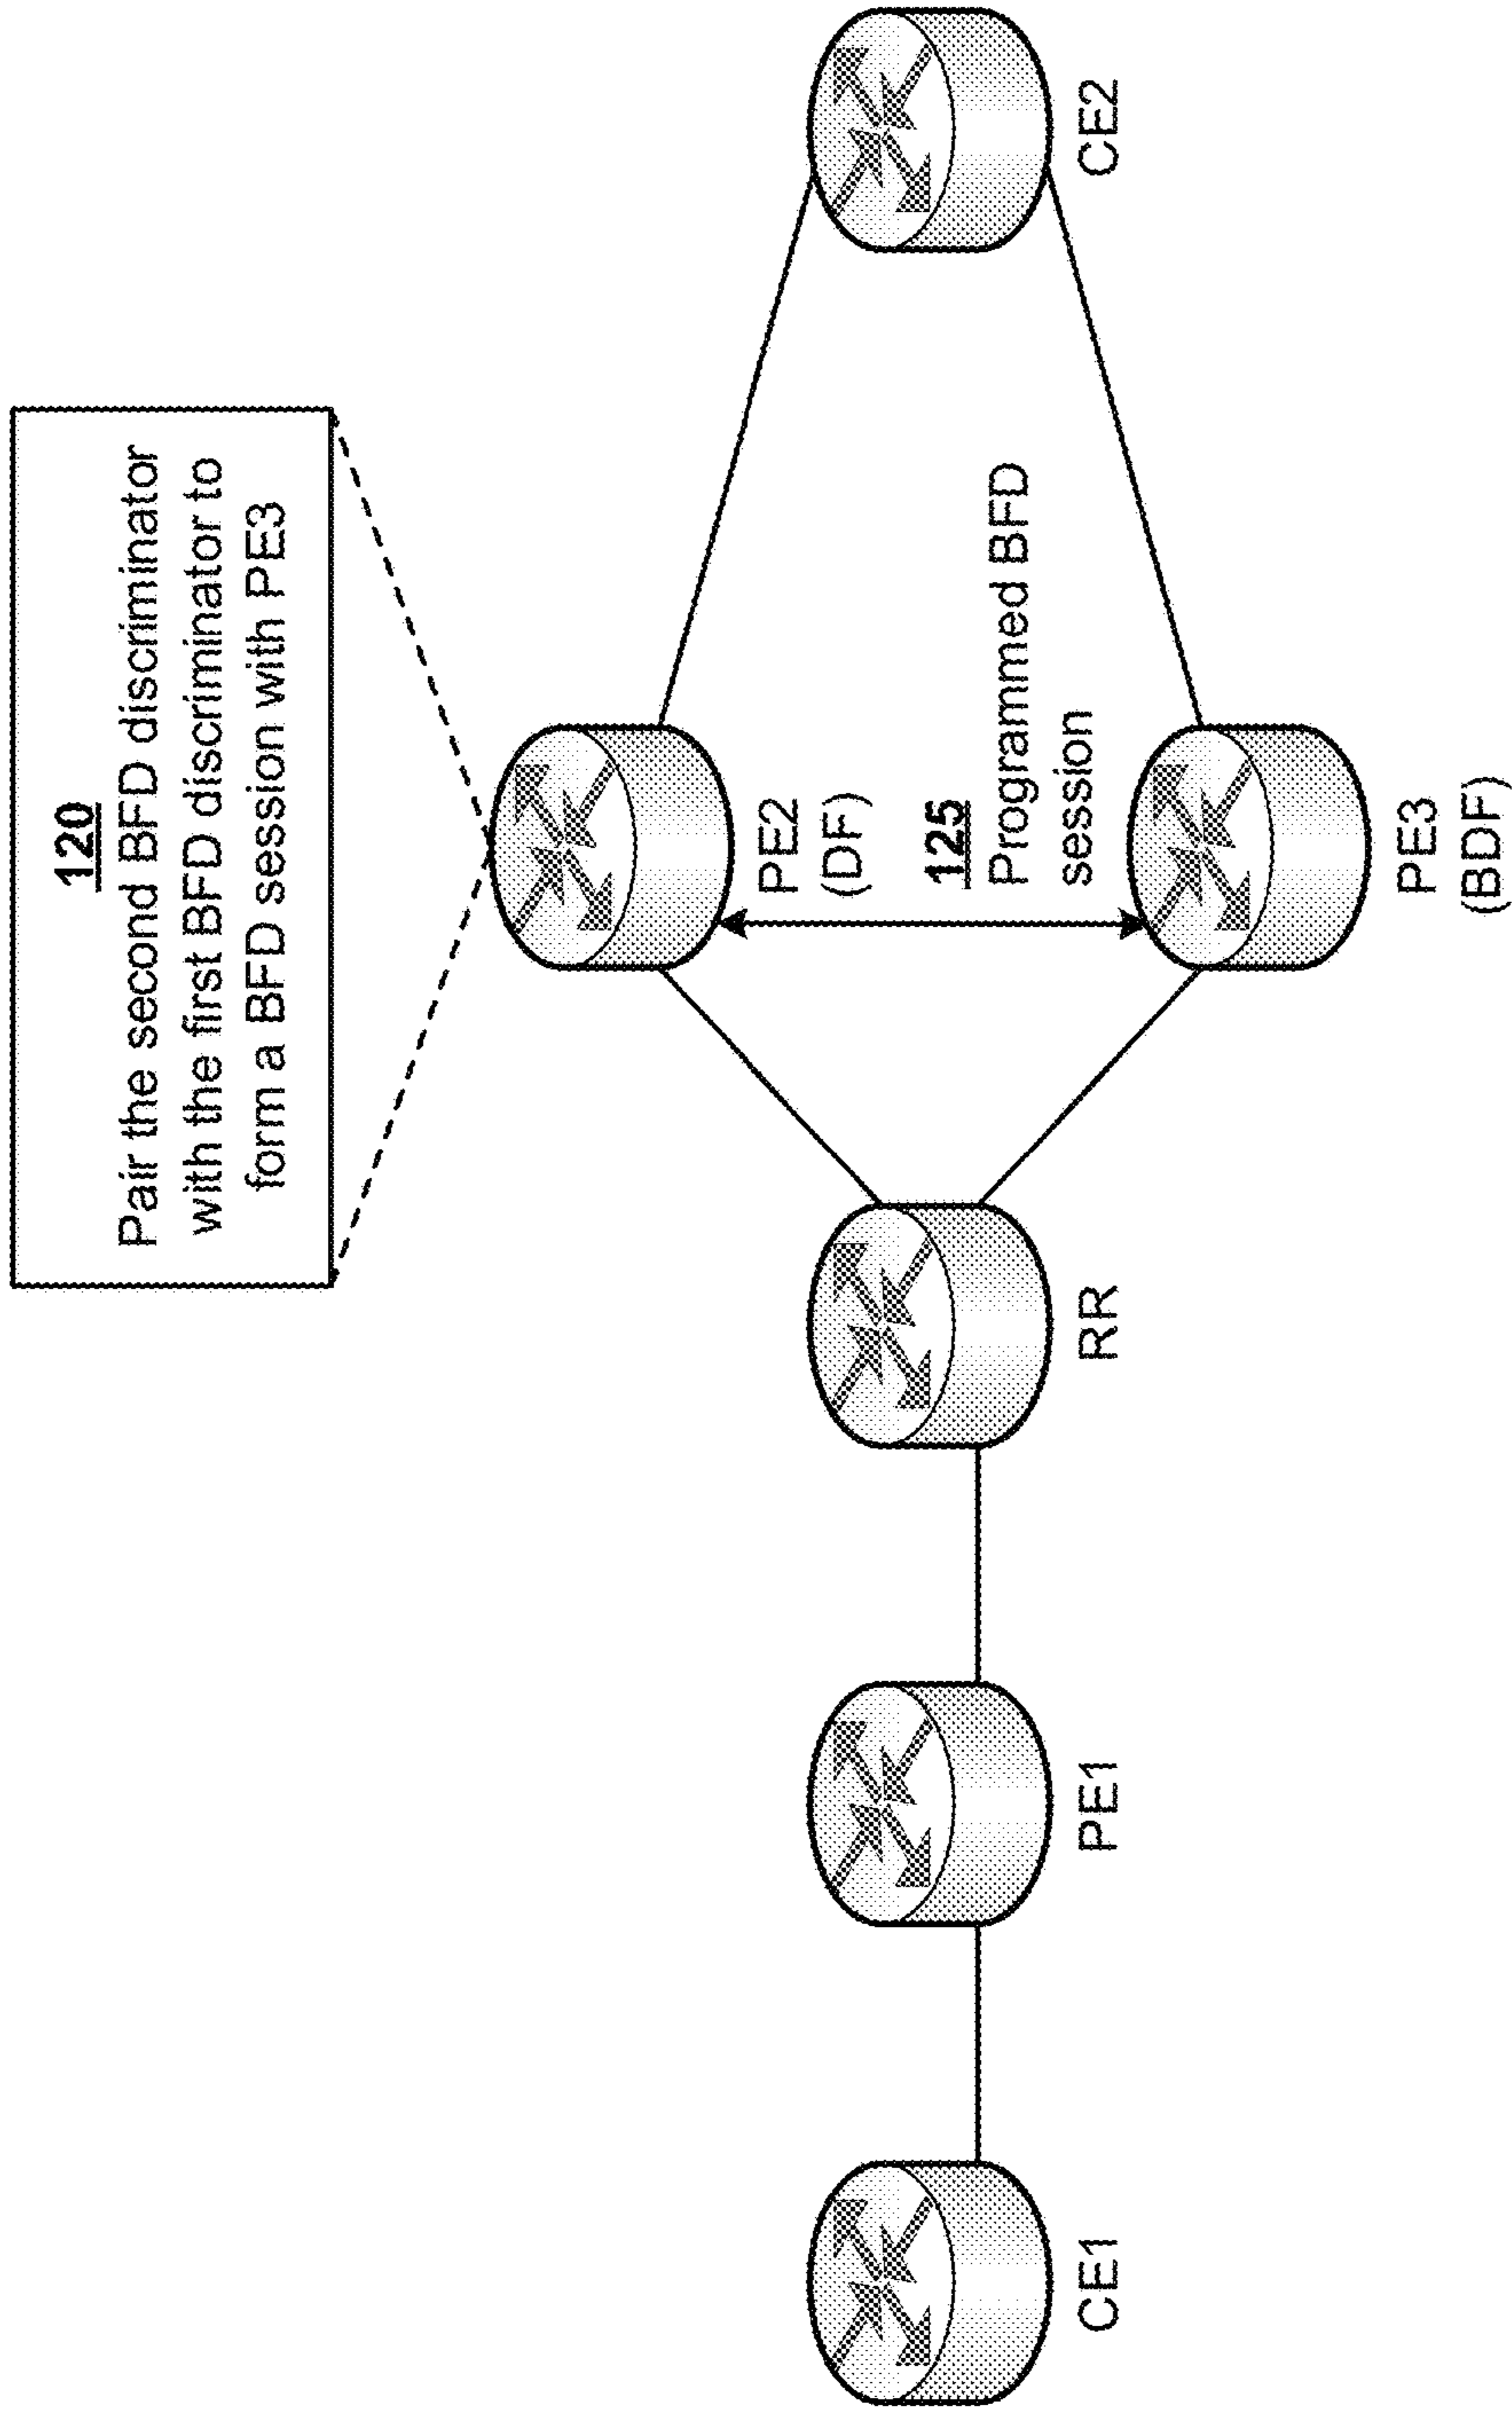 120
Pair the second BFD discriminator
with the first BFD discriminator to
form a BFD session with PE3
PE2
(DF)
125
Programmed BFD
session
CE1
PE1
RR
CE2
PE3
(BDF)